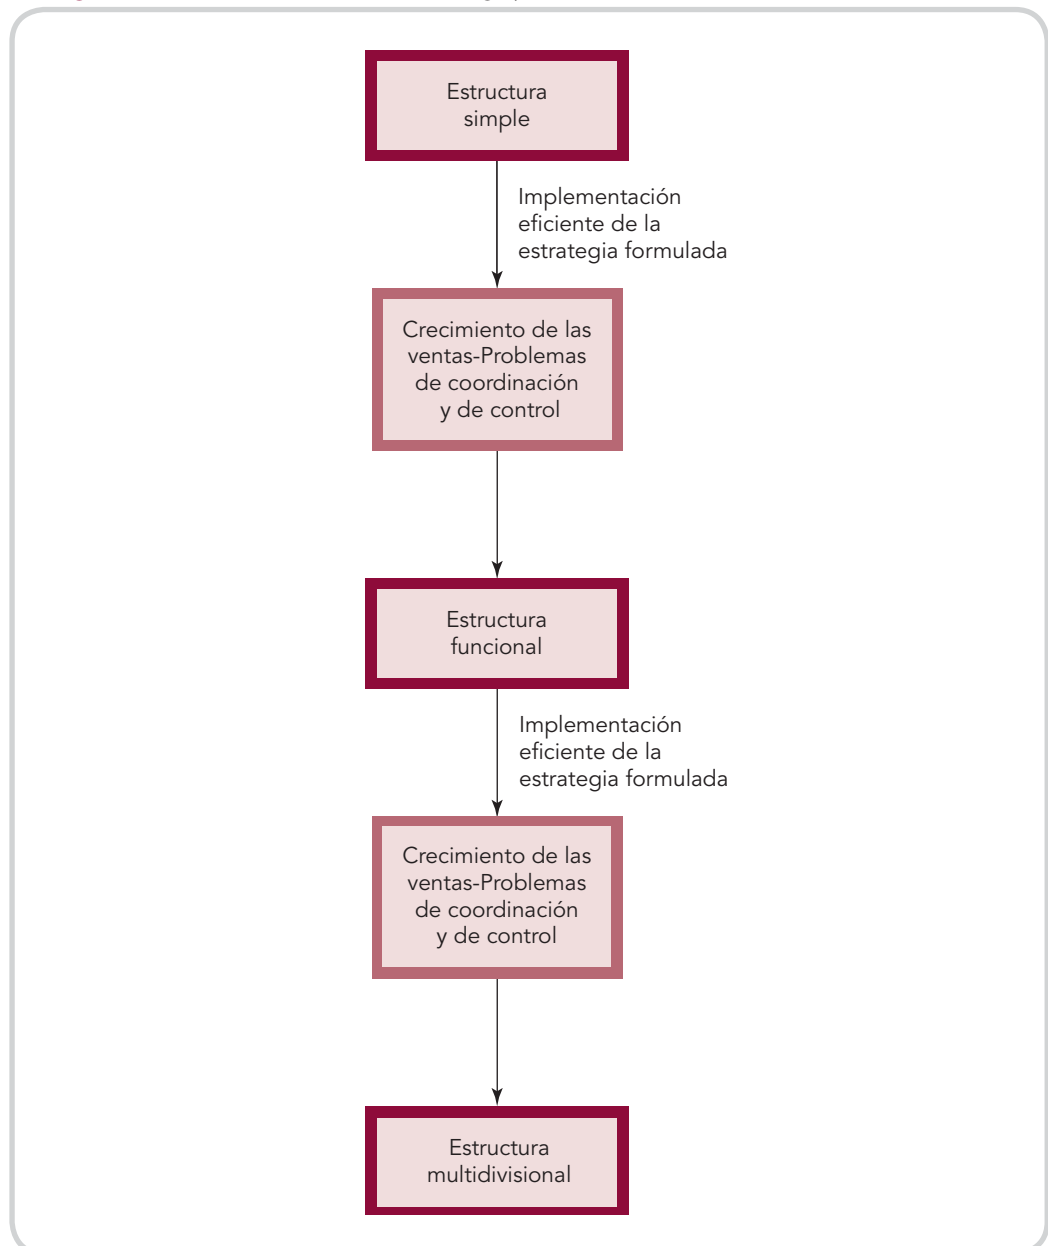 Estructura
simple
Implementación
eficiente de la
estrategia formulada
Crecimiento de las
ventas-Problemas
de coordinación
y de control
Estructura
funcional
Implementación
eficiente de la
estrategia formulada
Crecimiento de las
ventas-Problemas
de coordinación
y de control
Estructura
multidivisional